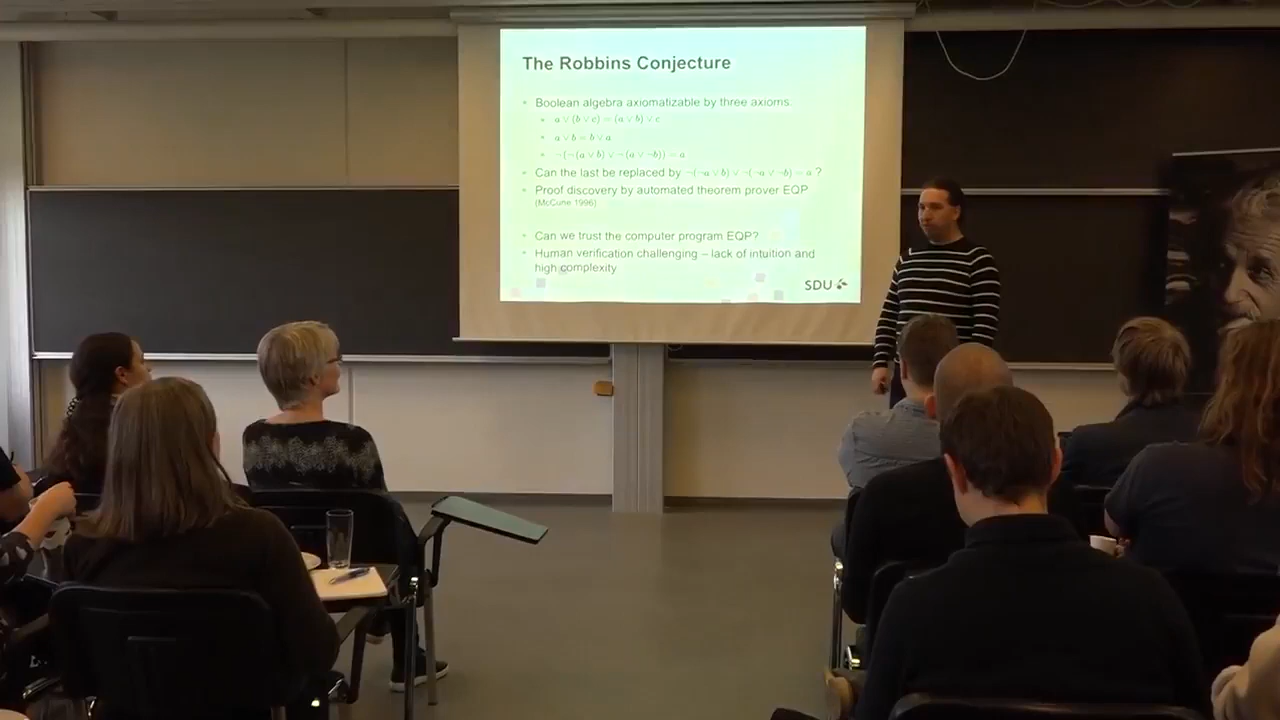 The Robbins Conjecture
• Boolean algebra axiomatizable by three axioms:
• a ∨ (b ∨ c) = (a ∨ b) ∨ c
• a ∨ b = b ∨ a
• ¬(¬(a ∨ b) ∨ ¬(a ∨ ¬b)) = a
• Can the last be replaced by ¬(¬a ∨ b) ∨ ¬(¬a ∨ ¬b) = a ?
• Proof discovery by automated theorem prover EQP
(McCune 1996)
• Can we trust the computer program EQP?
• Human verification challenging – lack of intuition and
high complexity
SDU